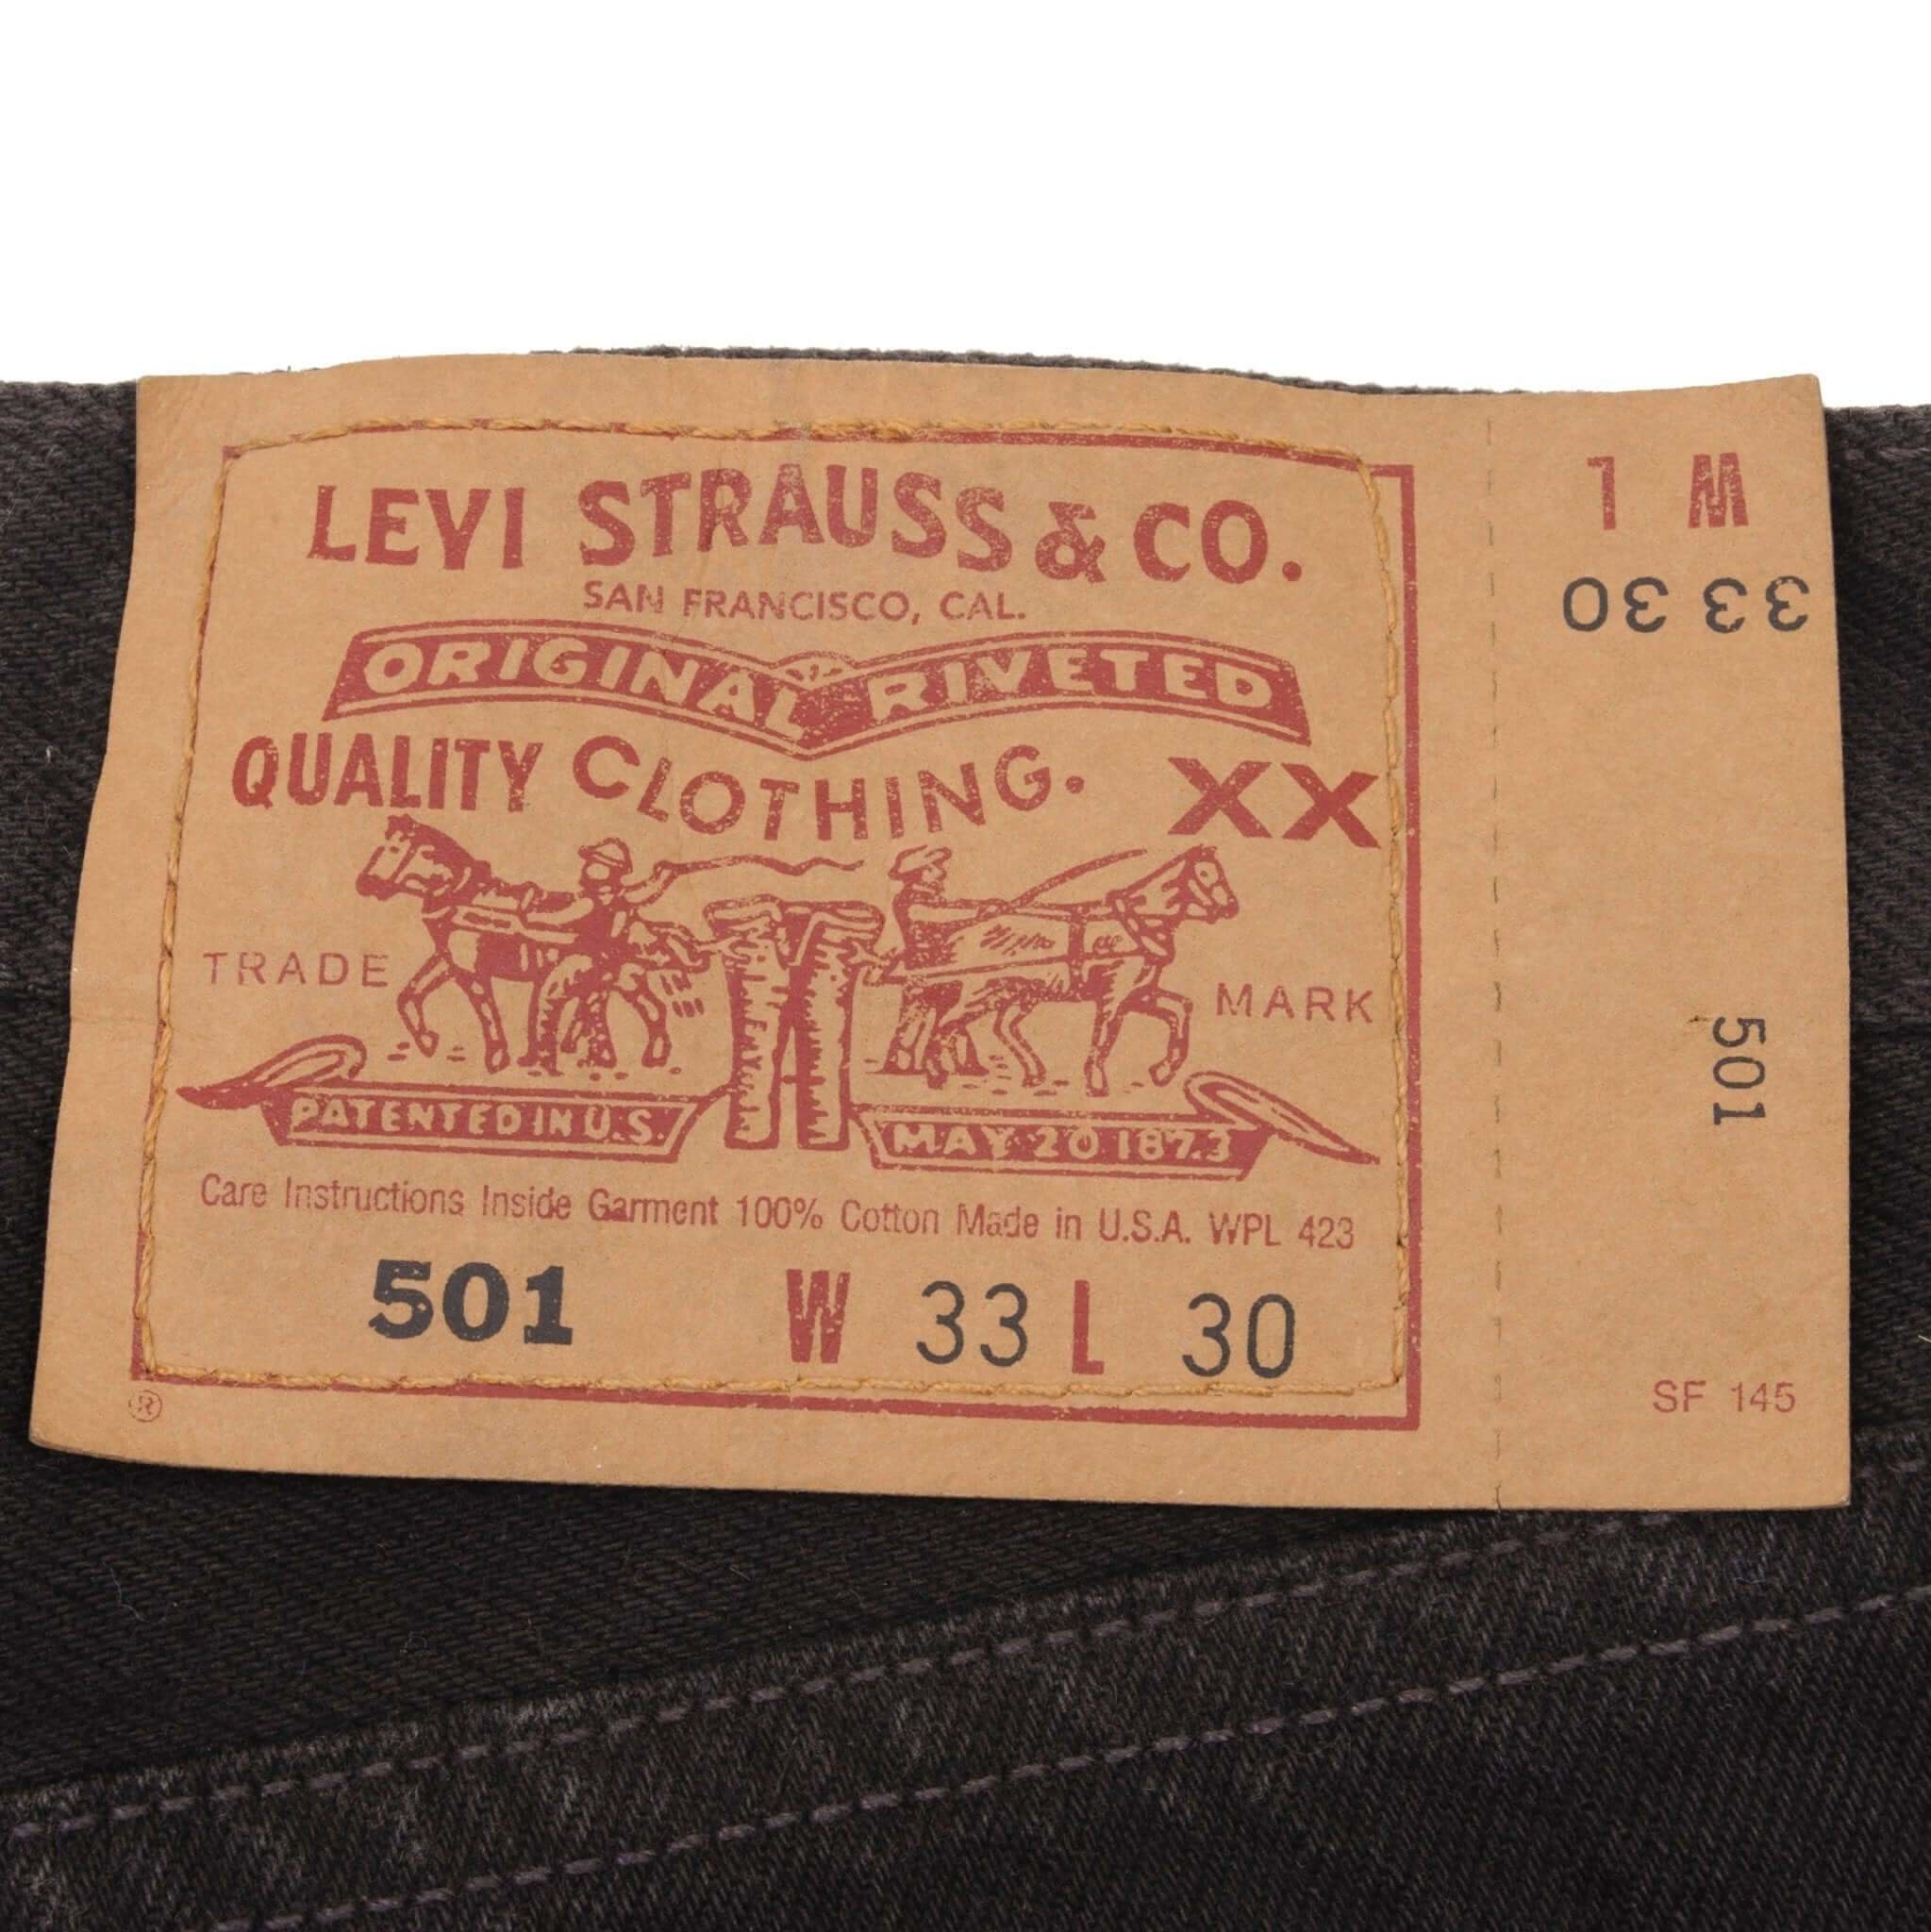 LEVI STRAUSS & CO.
SAN FRANCISCO, CAL.
ORIGINAL RIVETED
QUALITY CLOTHING. XX
TRADE MARK
PATENTED IN U.S. MAY 20 1873
Care Instructions Inside Garment 100% Cotton Made in U.S.A. WPL 423
501 W 33 L 30
®
W L
33 30
501
SF 145